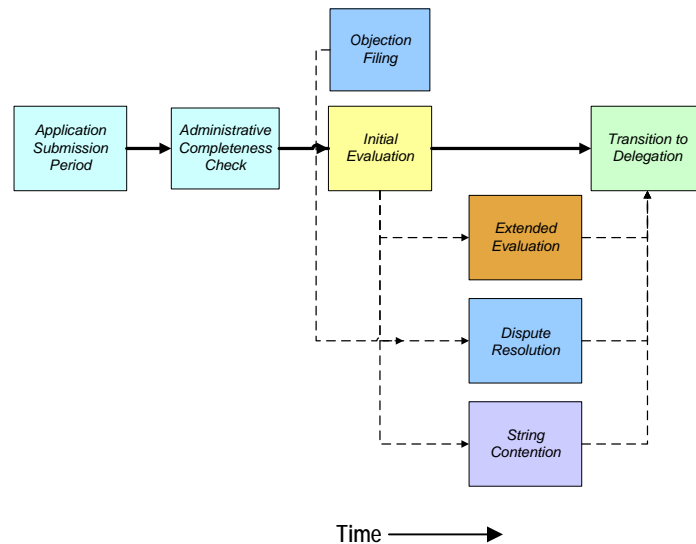 Objection
Filing
Application
Submission
Period
Administrative
Completeness
Check
Initial
Evaluation
Transition to
Delegation
Extended
Evaluation
Dispute
Resolution
String
Contention
Time